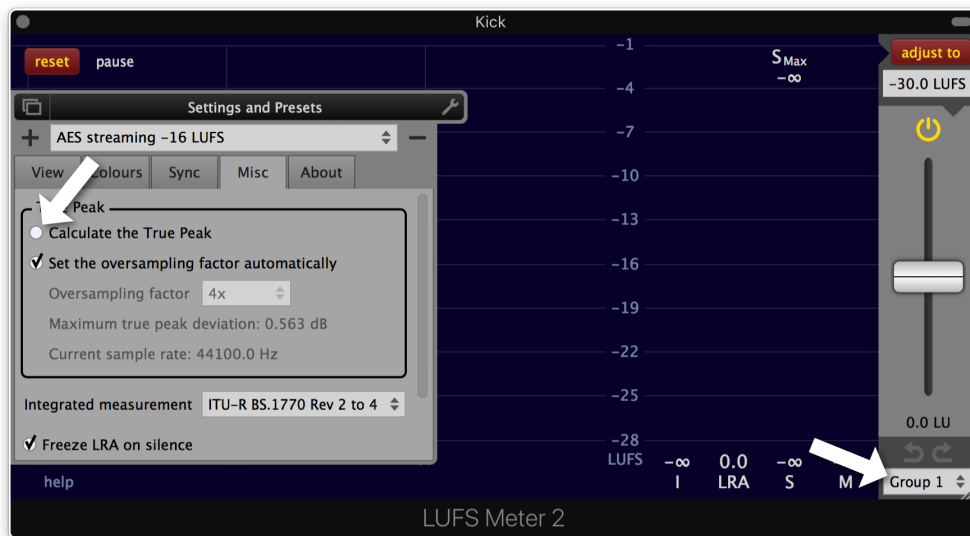 Kick
reset
pause
-1
S Max
-∞
adjust to
-30.0 LUFS
-4
Settings and Presets
AES streaming -16 LUFS
-7
View
Colours
Sync
Misc
About
-10
Peak
Calculate the True Peak
-13
Set the oversampling factor automatically
-16
Oversampling factor 4x
-19
Maximum true peak deviation: 0.563 dB
Current sample rate: 44100.0 Hz
-22
-25
Integrated measurement ITU-R BS.1770 Rev 2 to 4
0.0 LU
Freeze LRA on silence
-28
LUFS
-∞ 0.0 -∞
help
I LRA S M
Group 1
LUFS Meter 2